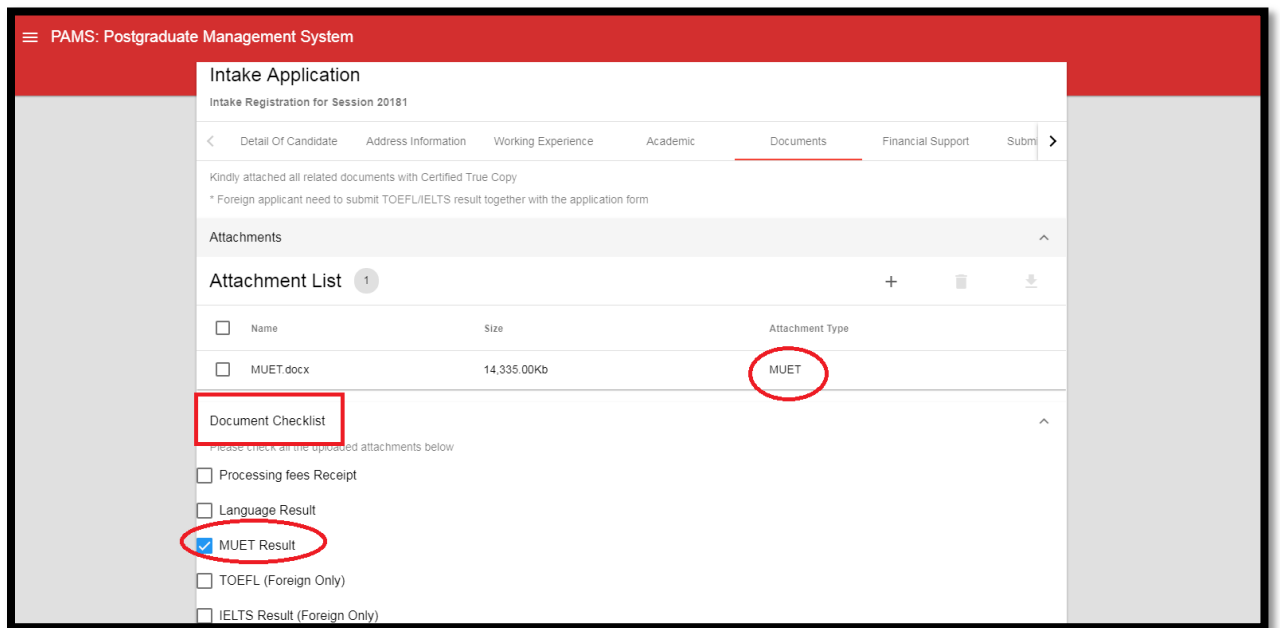 PAMS: Postgraduate Management System
Intake Application
Intake Registration for Session 20181
Detail Of Candidate Address Information Working Experience Academic Documents Financial Support Subm
Kindly attached all related documents with Certified True Copy
* Foreign applicant need to submit TOEFL/IELTS result together with the application form
Attachments
Attachment List 1
Name Size Attachment Type
MUET.docx 14,335.00Kb MUET
Document Checklist
Please check all the uploaded attachments below
Processing fees Receipt
Language Result
MUET Result
TOEFL (Foreign Only)
IELTS Result (Foreign Only)